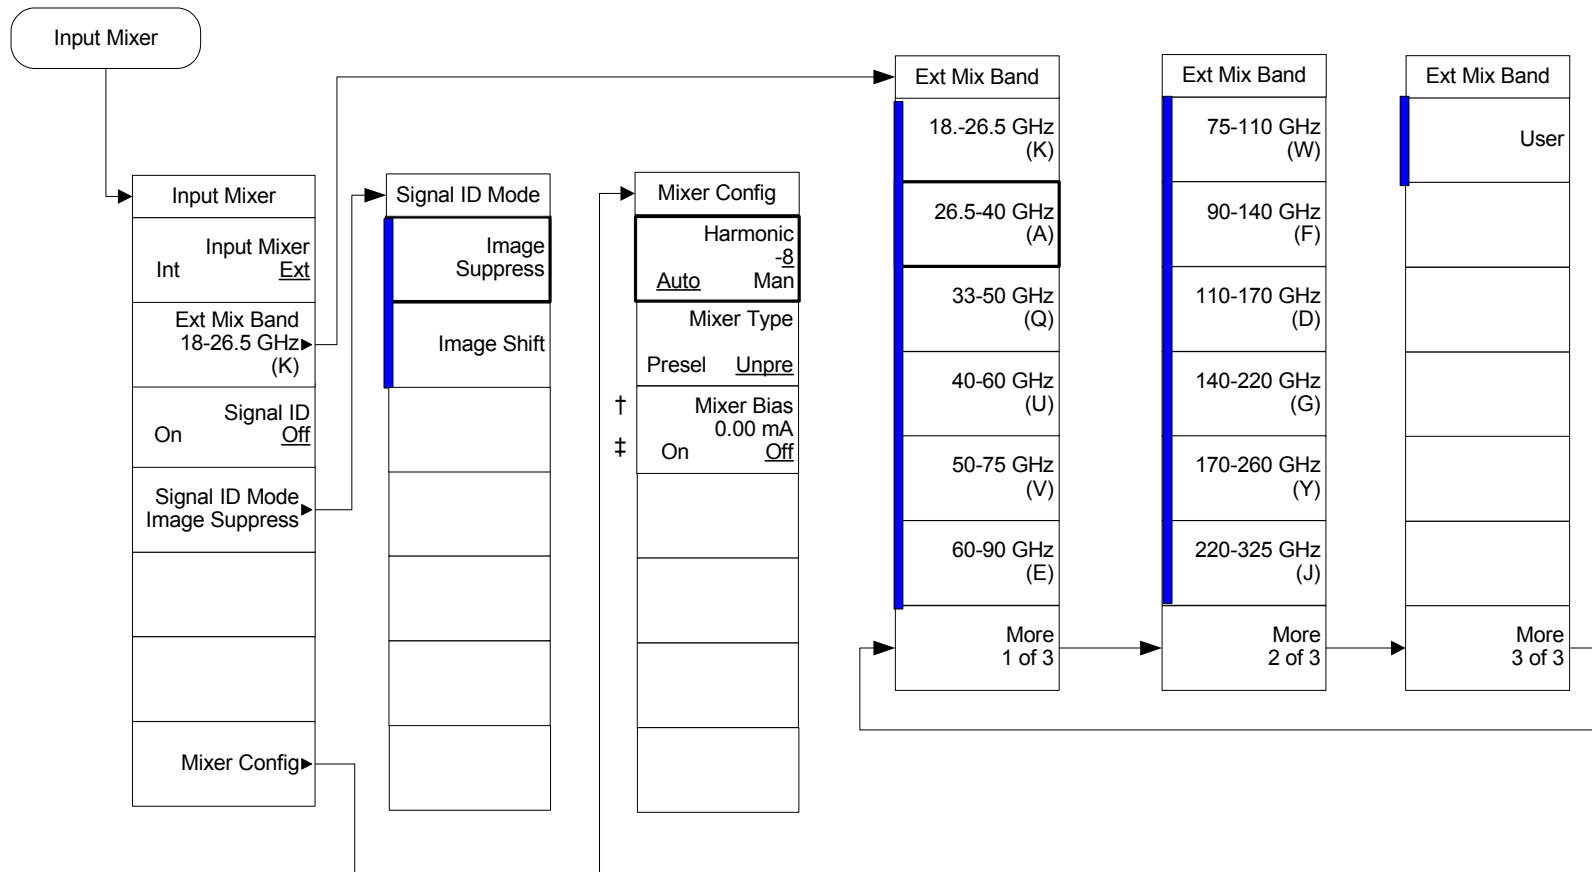 Input Mixer
Input Mixer
Input Mixer
Int Ext
Ext Mix Band
18-26.5 GHz
(K)
Signal ID
On Off
Signal ID Mode
Image Suppress
Mixer Config
Signal ID Mode
Image
Suppress
Image Shift
Mixer Config
Harmonic
-8
Auto Man
Mixer Type
Presel Unpre
† Mixer Bias
0.00 mA
‡ On Off
Ext Mix Band
18.-26.5 GHz
(K)
26.5-40 GHz
(A)
33-50 GHz
(Q)
40-60 GHz
(U)
50-75 GHz
(V)
60-90 GHz
(E)
More
1 of 3
Ext Mix Band
75-110 GHz
(W)
90-140 GHz
(F)
110-170 GHz
(D)
140-220 GHz
(G)
170-260 GHz
(Y)
220-325 GHz
(J)
More
2 of 3
Ext Mix Band
User
More
3 of 3